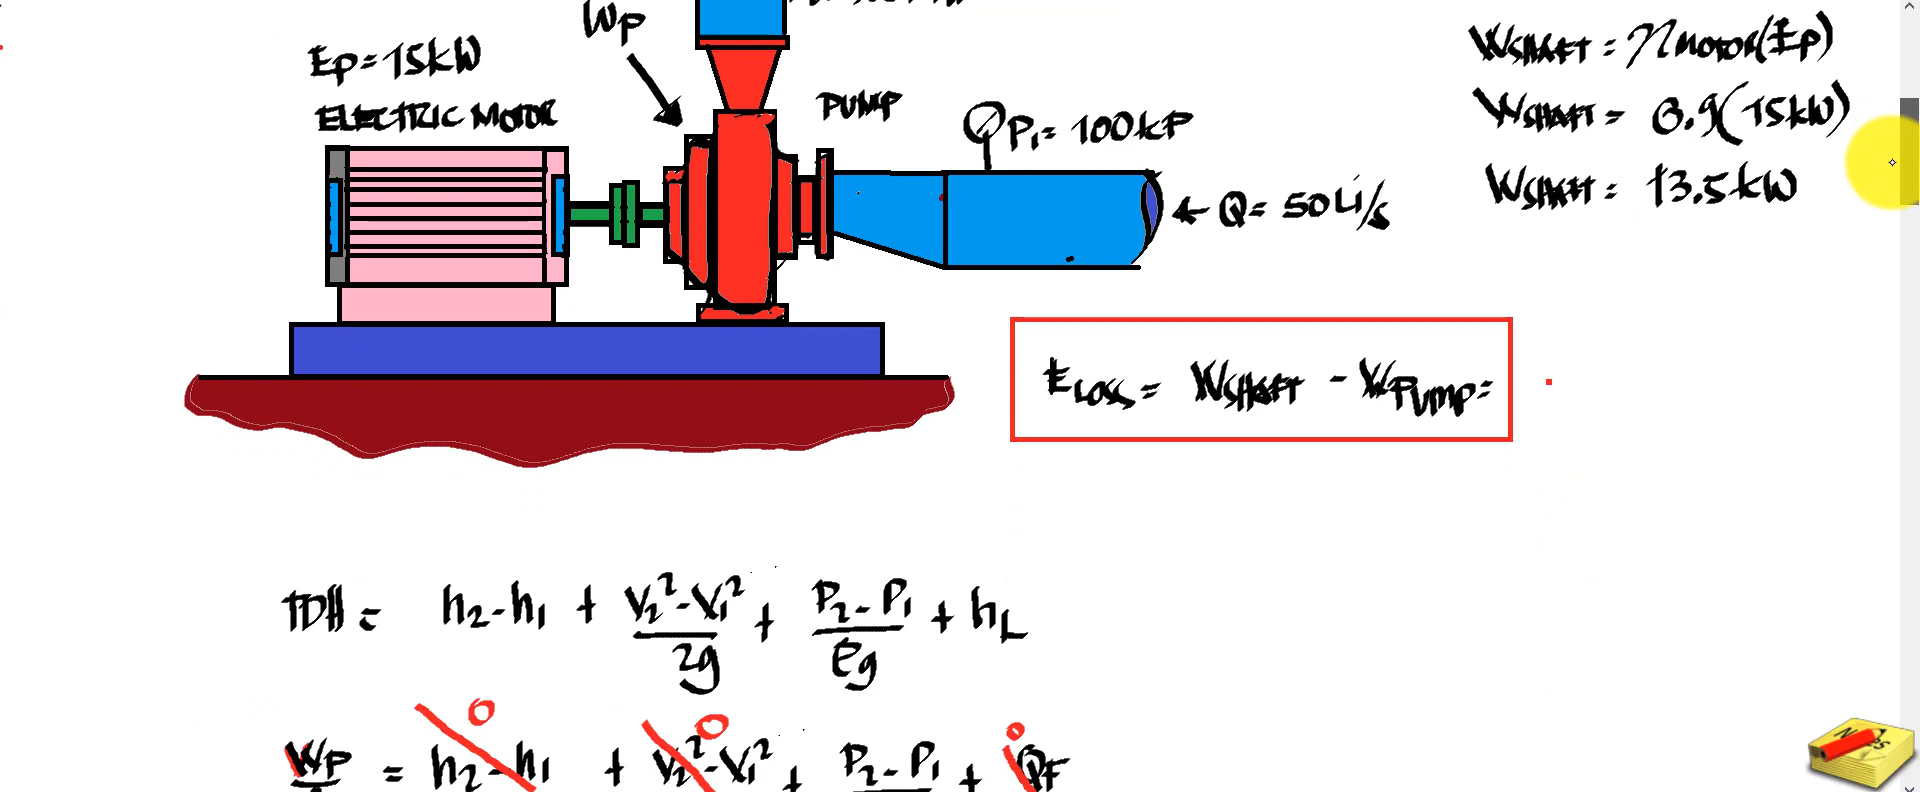 WP
EP=15kW
ELECTRIC MOTOR
PUMP
P1= 100kP
← Q= 50Li/s
WSHAFT = ηMOTOR(EP)
WSHAFT = 0.9(15kW)
WSHAFT = 13.5kW
ELOSS= WSHAFT - WPUMP=
TDH = h2-h1 + V2²-V1²/2g + P2-P1/ρg + hL
WP = h2-h1 0 + V2²-V1² 0 + P2-P1 + 0